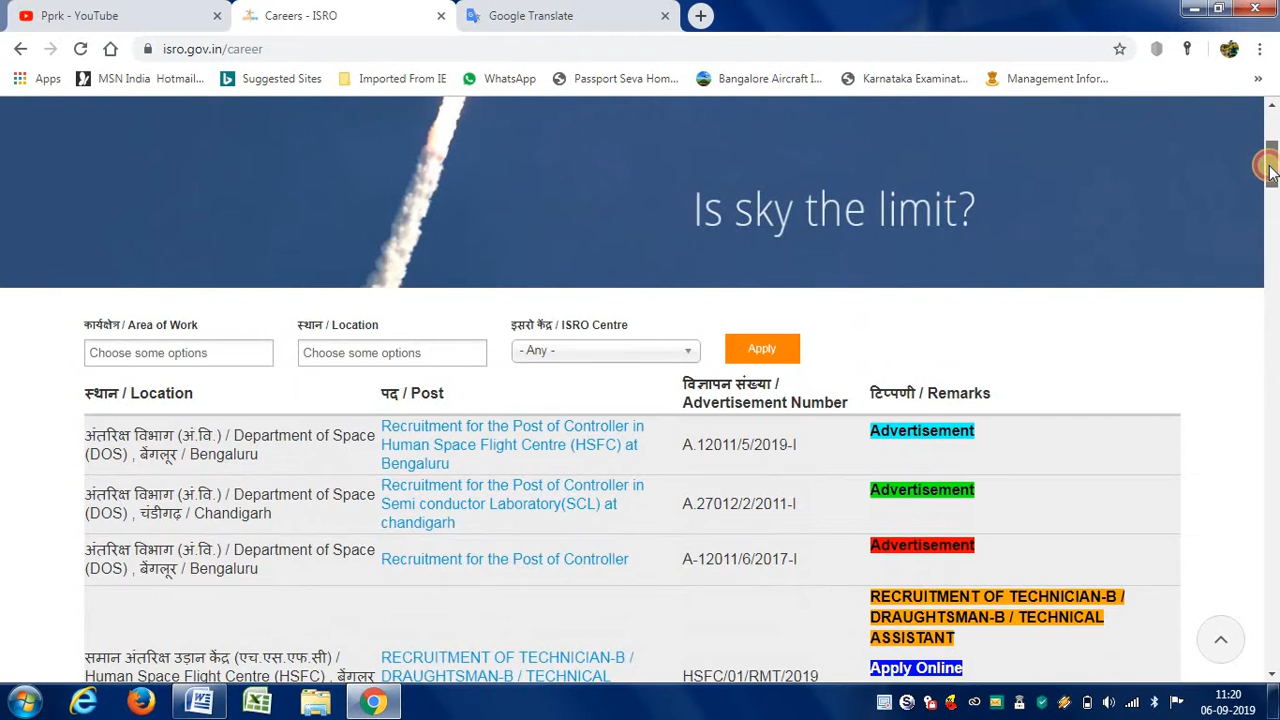 Pprk - YouTube
Careers - ISRO
Google Translate
isro.gov.in/career
Apps
MSN India Hotmail...
Suggested Sites
Imported From IE
WhatsApp
Passport Seva Hom...
Bangalore Aircraft I...
Karnataka Examinat...
Management Infor...
»
Is sky the limit?
कार्यक्षेत्र / Area of Work
स्थान / Location
इसरो केंद्र / ISRO Centre
Choose some options
Choose some options
- Any -
Apply
स्थान / Location
पद / Post
विज्ञापन संख्या /
Advertisement Number
टिप्पणी / Remarks
अंतरिक्ष विभाग (अं.वि.) / Department of Space
(DOS) , बेंगलूर / Bengaluru
Recruitment for the Post of Controller in
Human Space Flight Centre (HSFC) at
Bengaluru
A.12011/5/2019-I
Advertisement
अंतरिक्ष विभाग (अं.वि.) / Department of Space
(DOS) , चंडीगढ़ / Chandigarh
Recruitment for the Post of Controller in
Semi conductor Laboratory(SCL) at
chandigarh
A.27012/2/2011-I
Advertisement
अंतरिक्ष विभाग (अं.वि.) / Department of Space
(DOS) , बेंगलूर / Bengaluru
Recruitment for the Post of Controller
A-12011/6/2017-I
Advertisement
समान अंतरिक्ष उड़ान केंद्र (एच.एस.एफ.सी) /
Human Space Flight Centre (HSFC), बेंगलूर
RECRUITMENT OF TECHNICIAN-B /
DRAUGHTSMAN-B / TECHNICAL
HSFC/01/RMT/2019
RECRUITMENT OF TECHNICIAN-B /
DRAUGHTSMAN-B / TECHNICAL
ASSISTANT
Apply Online
11:20
06-09-2019